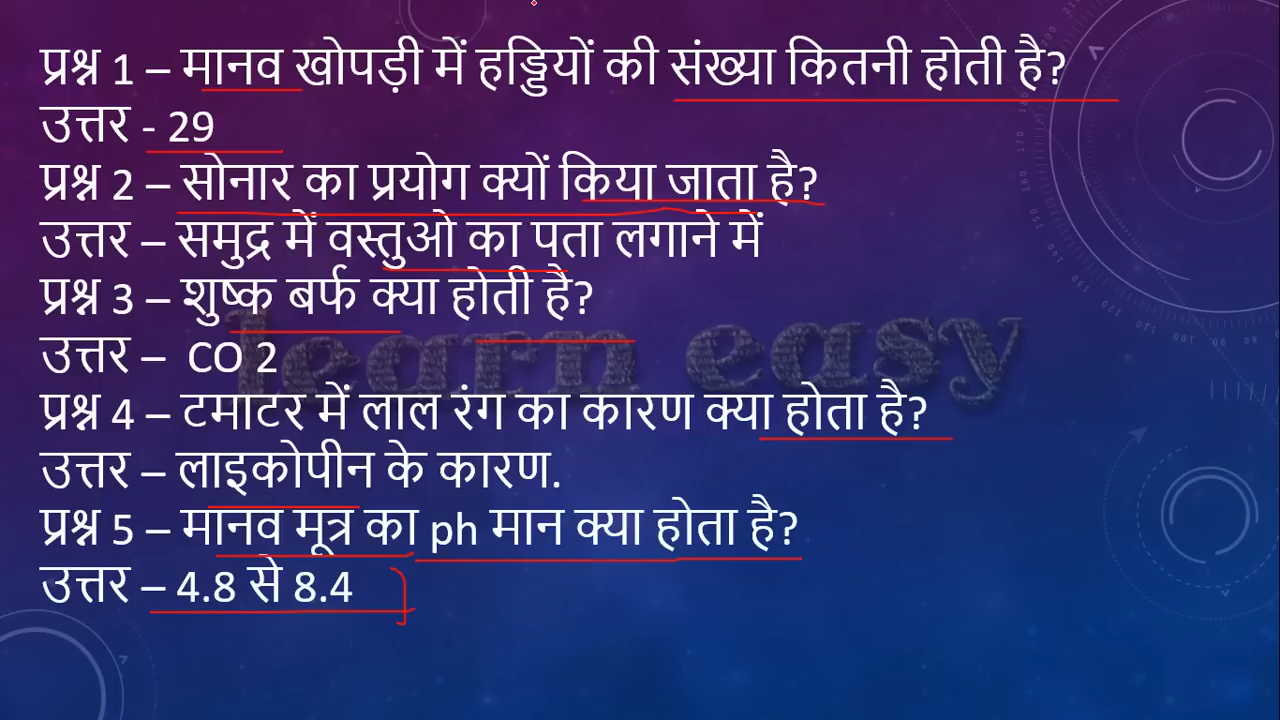 प्रश्न 1 – मानव खोपड़ी में हड्डियों की संख्या कितनी होती है?
उत्तर - 29
प्रश्न 2 – सोनार का प्रयोग क्यों किया जाता है?
उत्तर – समुद्र में वस्तुओ का पता लगाने में
प्रश्न 3 – शुष्क बर्फ क्या होती है?
उत्तर – CO 2
learn easy
प्रश्न 4 – टमाटर में लाल रंग का कारण क्या होता है?
उत्तर – लाइकोपीन के कारण.
प्रश्न 5 – मानव मूत्र का ph मान क्या होता है?
उत्तर – 4.8 से 8.4